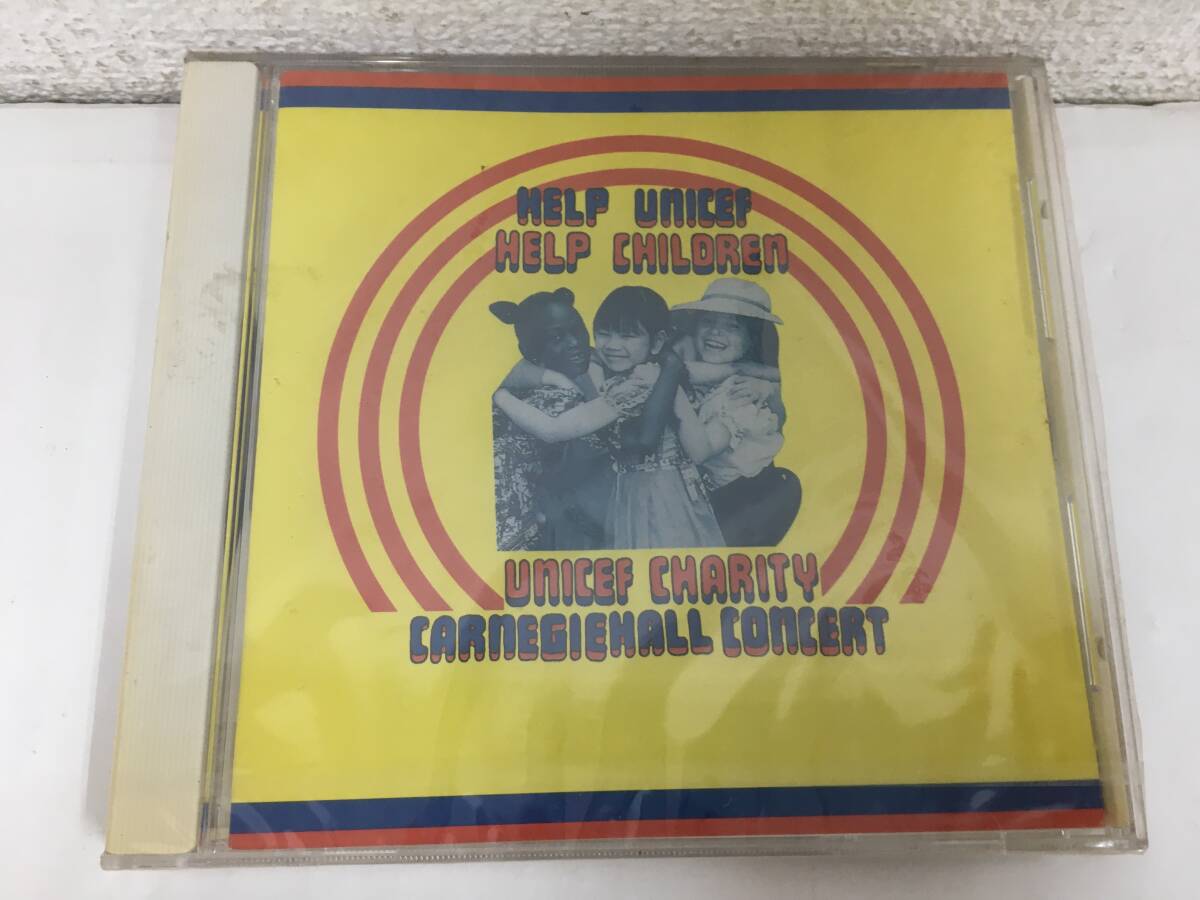 HELP UNICEF
HELP CHILDREN
UNICEF CHARITY
CARNEGIEHALL CONCERT